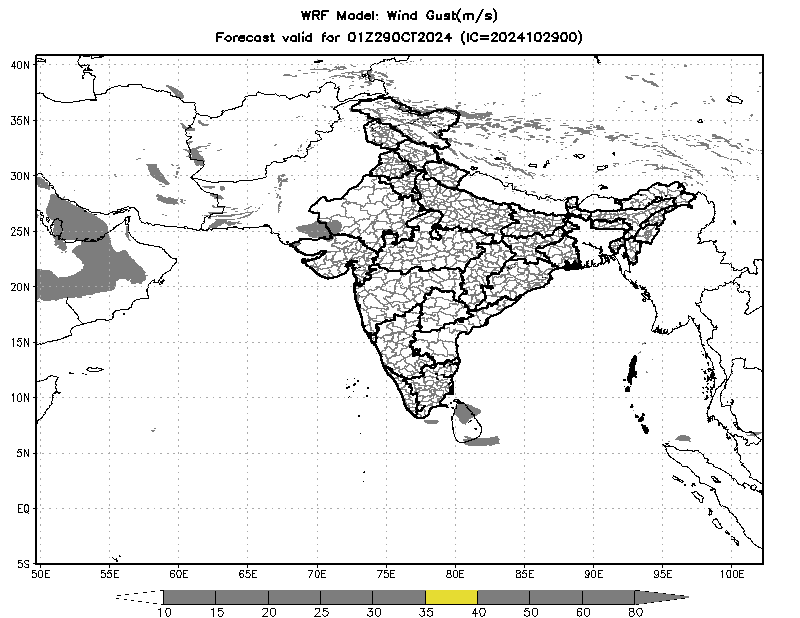 WRF Model: Wind Gust(m/s)
Forecast valid for 01Z29OCT2024 (IC=2024102900)
40N
35N
30N
25N
20N
15N
10N
5N
EQ
5S
50E 55E 60E 65E 70E 75E 80E 85E 90E 95E 100E
10 15 20 25 30 35 40 50 60 80